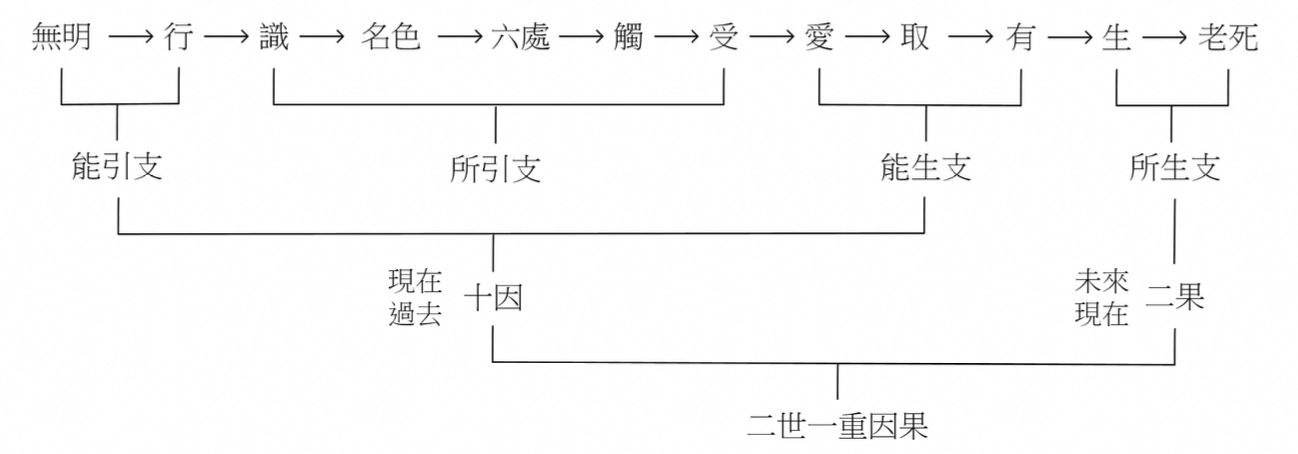 無明 → 行 → 識 → 名色 → 六處 → 觸 → 受 → 愛 → 取 → 有 → 生 → 老死
能引支 所引支 能生支 所生支
現在
過去
十因
未來
現在
二果
二世一重因果